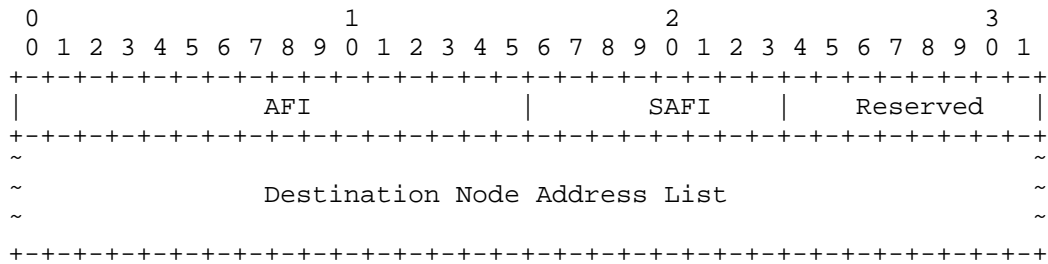 0                   1                   2                   3
 0 1 2 3 4 5 6 7 8 9 0 1 2 3 4 5 6 7 8 9 0 1 2 3 4 5 6 7 8 9 0 1
+-+-+-+-+-+-+-+-+-+-+-+-+-+-+-+-+-+-+-+-+-+-+-+-+-+-+-+-+-+-+-+-+
|               AFI             |       SAFI    |    Reserved   |
+-+-+-+-+-+-+-+-+-+-+-+-+-+-+-+-+-+-+-+-+-+-+-+-+-+-+-+-+-+-+-+-+
~                                                               ~
~               Destination Node Address List                   ~
~                                                               ~
+-+-+-+-+-+-+-+-+-+-+-+-+-+-+-+-+-+-+-+-+-+-+-+-+-+-+-+-+-+-+-+-+